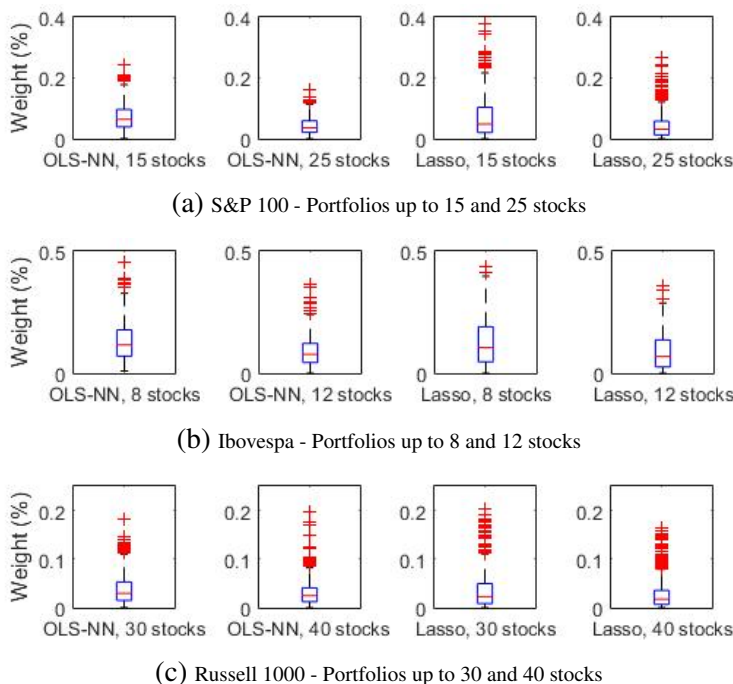 Weight (%)
0.4 0.4 0.4 0.4
0.2 0.2 0.2 0.2
0 0 0 0
OLS-NN, 15 stocks OLS-NN, 25 stocks Lasso, 15 stocks Lasso, 25 stocks
(a) S&P 100 - Portfolios up to 15 and 25 stocks
Weight (%)
0.5 0.5 0.5 0.5
0 0 0 0
OLS-NN, 8 stocks OLS-NN, 12 stocks Lasso, 8 stocks Lasso, 12 stocks
(b) Ibovespa - Portfolios up to 8 and 12 stocks
Weight (%)
0.2 0.2 0.2 0.2
0.1 0.1 0.1 0.1
0 0 0 0
OLS-NN, 30 stocks OLS-NN, 40 stocks Lasso, 30 stocks Lasso, 40 stocks
(c) Russell 1000 - Portfolios up to 30 and 40 stocks